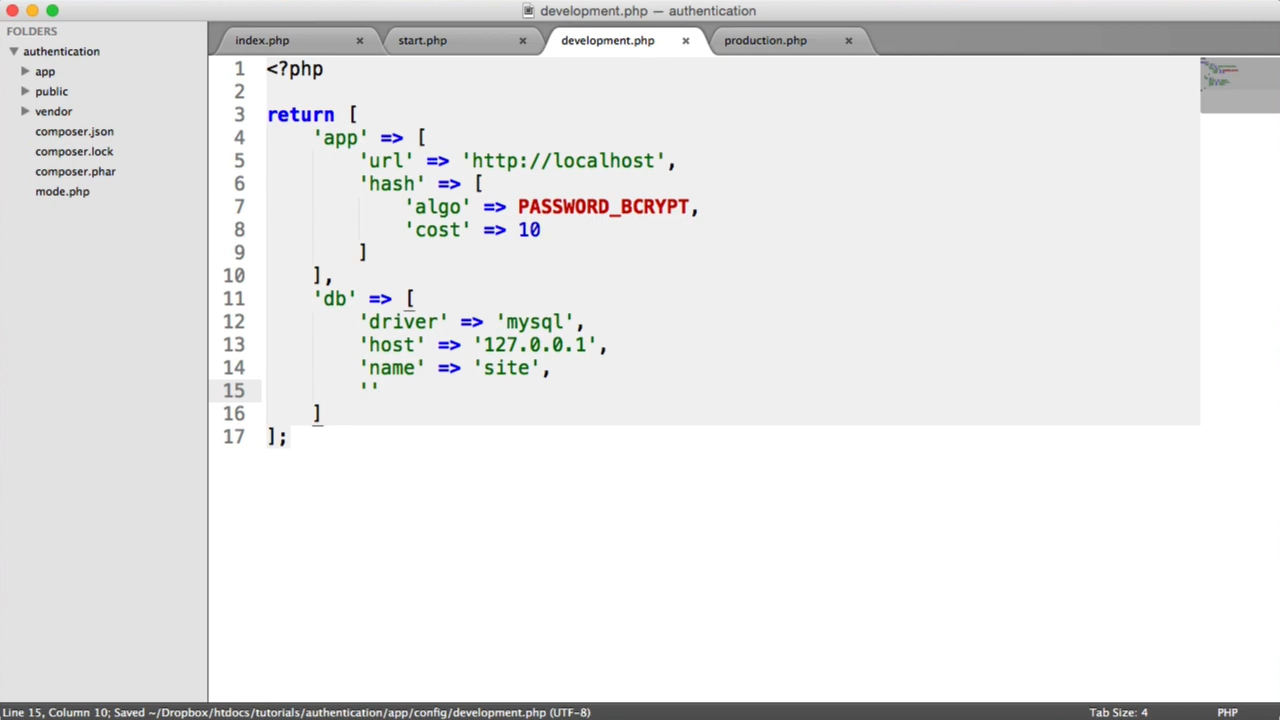 development.php — authentication
FOLDERS
authentication
app
public
vendor
composer.json
composer.lock
composer.phar
mode.php
index.php × start.php × development.php × production.php ×
1 <?php
2
3 return [
4 'app' => [
5 'url' => 'http://localhost',
6 'hash' => [
7 'algo' => PASSWORD_BCRYPT,
8 'cost' => 10
9 ]
10 ],
11 'db' => [
12 'driver' => 'mysql',
13 'host' => '127.0.0.1',
14 'name' => 'site',
15 ''
16 ]
17 ];
Line 15, Column 10; Saved ~/Dropbox/htdocs/tutorials/authentication/app/config/development.php (UTF-8) Tab Size: 4 PHP